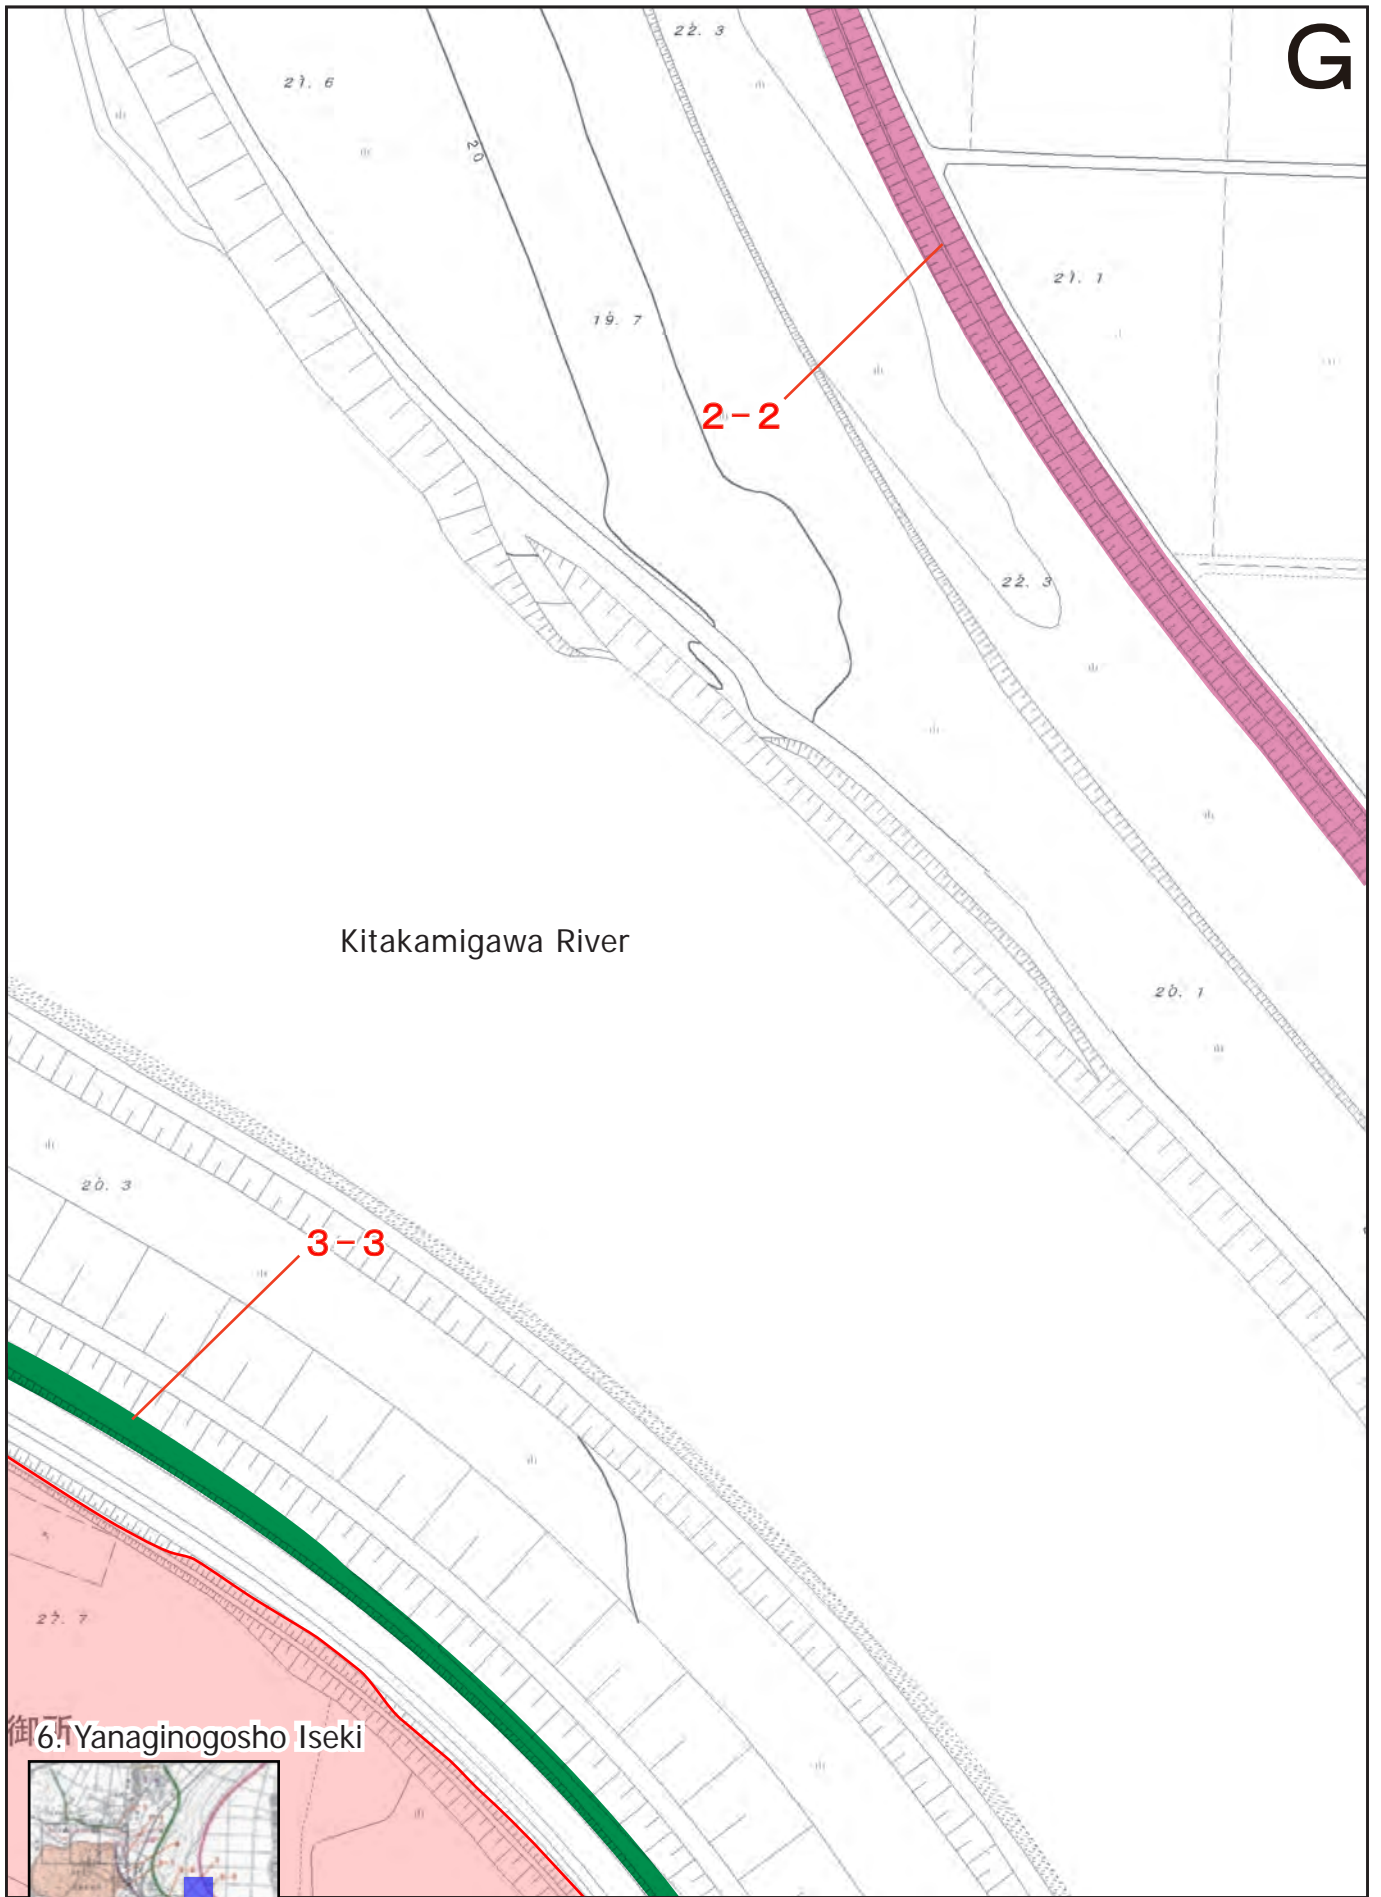 G
22. 3
21. 6
20
21. 1
19. 7
2-2
22. 3
Kitakamigawa River
20. 1
20. 3
3-3
27. 7
御所
6. Yanaginogosho Iseki